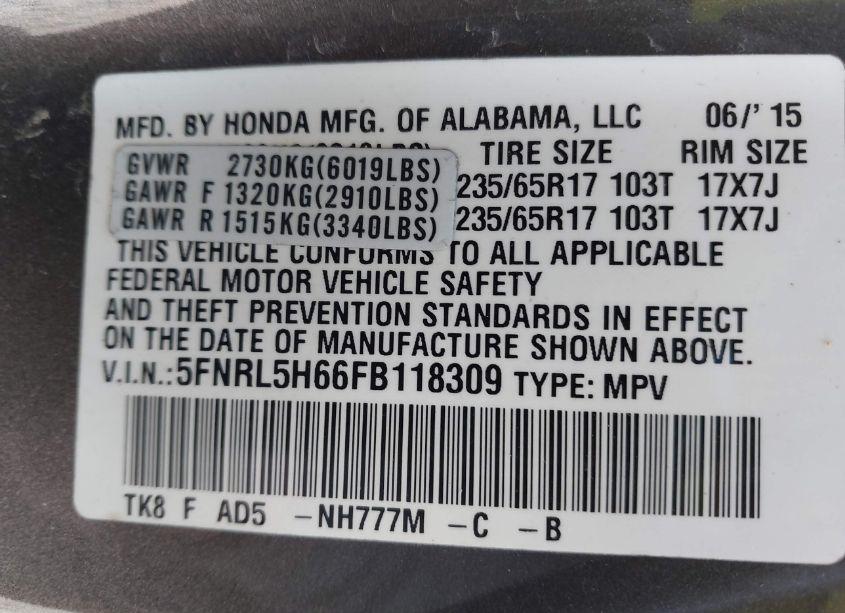 MFD. BY HONDA MFG. OF ALABAMA, LLC 06/' 15
TIRE SIZE RIM SIZE
GVWR 2730KG(6019LBS)
GAWR F 1320KG(2910LBS) 235/65R17 103T 17X7J
GAWR R 1515KG(3340LBS) 235/65R17 103T 17X7J
THIS VEHICLE CONFORMS TO ALL APPLICABLE
FEDERAL MOTOR VEHICLE SAFETY
AND THEFT PREVENTION STANDARDS IN EFFECT
ON THE DATE OF MANUFACTURE SHOWN ABOVE.
V.I.N.:5FNRL5H66FB118309 TYPE: MPV
TK8 F AD5 -NH777M -C -B